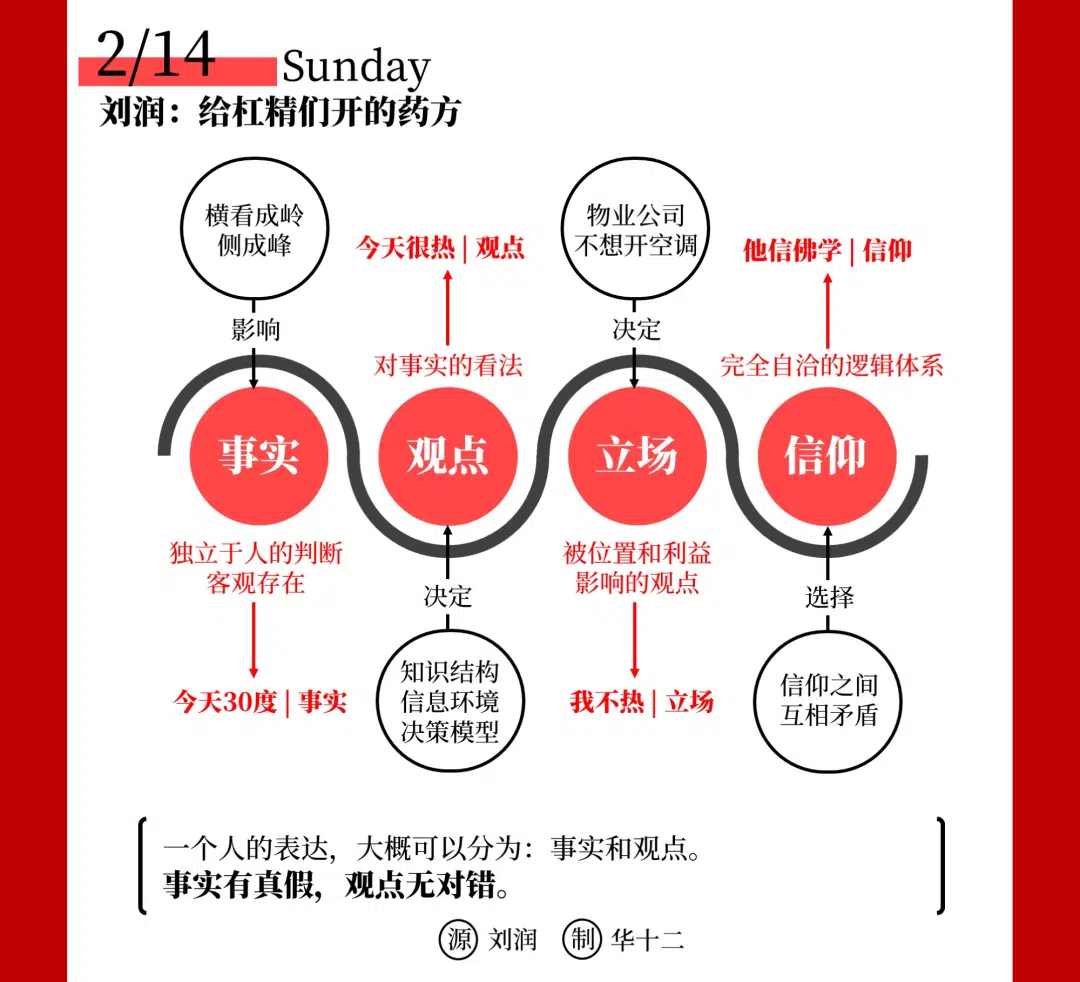 2/14
Sunday
刘润：给杠精们开的药方
横看成岭
侧成峰
影响
事实
独立于人的判断
客观存在
今天30度 | 事实
今天很热 | 观点
对事实的看法
观点
决定
知识结构
信息环境
决策模型
物业公司
不想开空调
决定
立场
被位置和利益
影响的观点
我不热 | 立场
他信佛学 | 信仰
完全自洽的逻辑体系
信仰
选择
信仰之间
互相矛盾
一个人的表达，大概可以分为：事实和观点。
事实有真假，观点无对错。
源 刘润 制 华十二